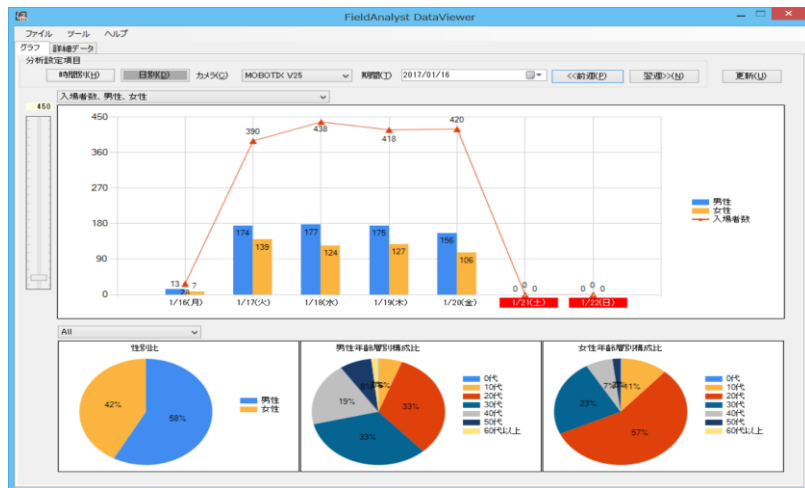 FieldAnalyst DataViewer
ファイル ツール ヘルプ
グラフ 詳細データ
分析設定項目
時間別(H) 日別(D) カメラ(C) MOBOTIX V25 期間(T) 2017/01/16 <<前週(P) 翌週>>(N) 更新(U)
入場者数、男性、女性
450
450
360
270
180
90
0
390 438 418 420
13 7
174 139
177 124
175 127
156 106
0 0 0
0 0 0
1/16(月) 1/17(火) 1/18(水) 1/19(木) 1/20(金) 1/21(土) 1/22(日)
男性
女性
入場者数
All
性別比
42%
58%
男性
女性
男性年齢層別構成比
19%
33%
33%
0代
10代
20代
30代
40代
50代
60代以上
女性年齢層別構成比
7%
11%
23%
57%
0代
10代
20代
30代
40代
50代
60代以上